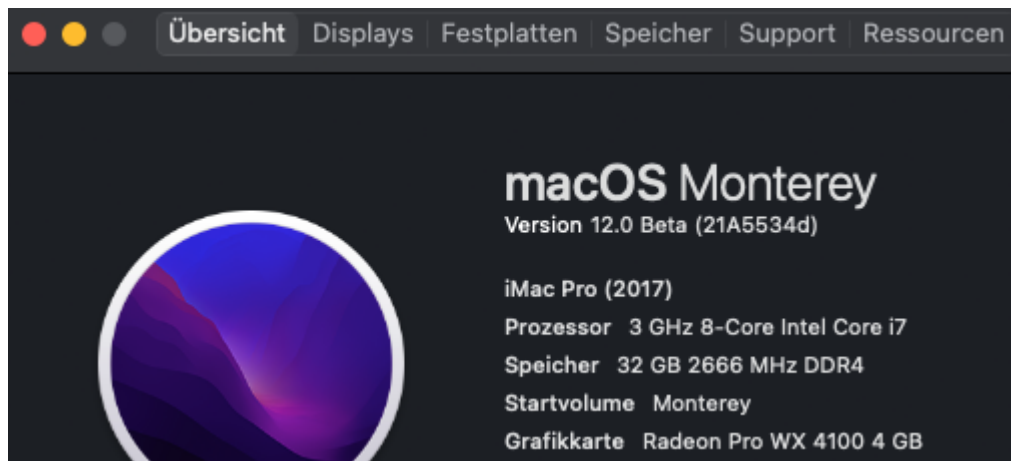 Übersicht Displays Festplatten Speicher Support Ressourcen
macOS Monterey
Version 12.0 Beta (21A5534d)
iMac Pro (2017)
Prozessor 3 GHz 8-Core Intel Core i7
Speicher 32 GB 2666 MHz DDR4
Startvolume Monterey
Grafikkarte Radeon Pro WX 4100 4 GB